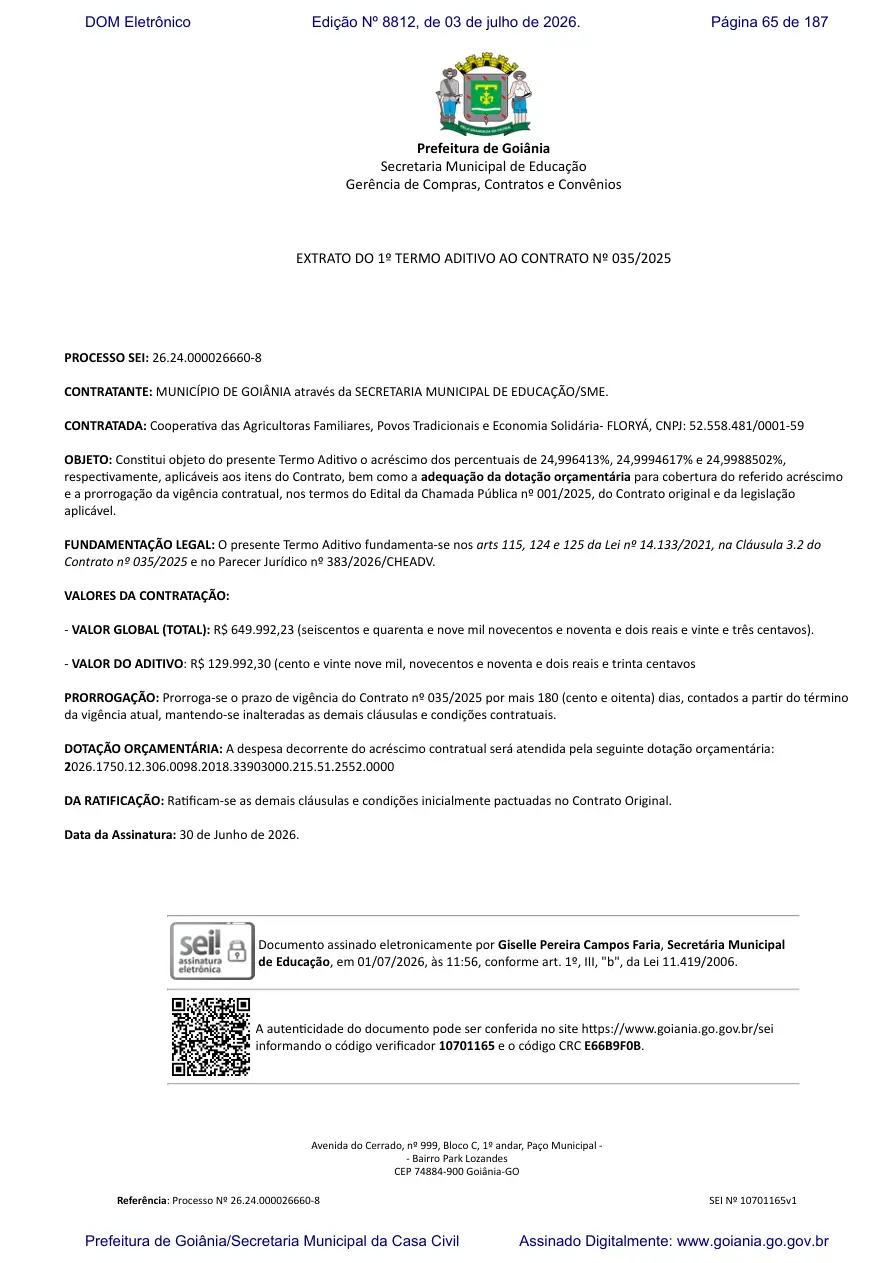 DOM Eletrônico Edição Nº 8812, de 03 de julho de 2026. Página 65 de 187
Prefeitura de Goiânia
Secretaria Municipal de Educação
Gerência de Compras, Contratos e Convênios
EXTRATO DO 1º TERMO ADITIVO AO CONTRATO Nº 035/2025
PROCESSO SEI: 26.24.000026660-8
CONTRATANTE: MUNICÍPIO DE GOIÂNIA através da SECRETARIA MUNICIPAL DE EDUCAÇÃO/SME.
CONTRATADA: Cooperativa das Agricultoras Familiares, Povos Tradicionais e Economia Solidária- FLORYÁ, CNPJ: 52.558.481/0001-59
OBJETO: Constitui objeto do presente Termo Aditivo o acréscimo dos percentuais de 24,996413%, 24,9994617% e 24,9988502%,
respectivamente, aplicáveis aos itens do Contrato, bem como a adequação da dotação orçamentária para cobertura do referido acréscimo
e a prorrogação da vigência contratual, nos termos do Edital da Chamada Pública nº 001/2025, do Contrato original e da legislação
aplicável.
FUNDAMENTAÇÃO LEGAL: O presente Termo Aditivo fundamenta-se nos arts 115, 124 e 125 da Lei nº 14.133/2021, na Cláusula 3.2 do
Contrato nº 035/2025 e no Parecer Jurídico nº 383/2026/CHEADV.
VALORES DA CONTRATAÇÃO:
- VALOR GLOBAL (TOTAL): R$ 649.992,23 (seiscentos e quarenta e nove mil novecentos e noventa e dois reais e vinte e três centavos).
- VALOR DO ADITIVO: R$ 129.992,30 (cento e vinte nove mil, novecentos e noventa e dois reais e trinta centavos
PRORROGAÇÃO: Prorroga-se o prazo de vigência do Contrato nº 035/2025 por mais 180 (cento e oitenta) dias, contados a partir do término
da vigência atual, mantendo-se inalteradas as demais cláusulas e condições contratuais.
DOTAÇÃO ORÇAMENTÁRIA: A despesa decorrente do acréscimo contratual será atendida pela seguinte dotação orçamentária:
2026.1750.12.306.0098.2018.33903000.215.51.2552.0000
DA RATIFICAÇÃO: Ratificam-se as demais cláusulas e condições inicialmente pactuadas no Contrato Original.
Data da Assinatura: 30 de Junho de 2026.
sei!
assinatura
eletrônica
Documento assinado eletronicamente por Giselle Pereira Campos Faria, Secretária Municipal
de Educação, em 01/07/2026, às 11:56, conforme art. 1º, III, "b", da Lei 11.419/2006.
A autenticidade do documento pode ser conferida no site https://www.goiania.go.gov.br/sei
informando o código verificador 10701165 e o código CRC E66B9F0B.
Avenida do Cerrado, nº 999, Bloco C, 1º andar, Paço Municipal -
- Bairro Park Lozandes
CEP 74884-900 Goiânia-GO
Referência: Processo Nº 26.24.000026660-8 SEI Nº 10701165v1
Prefeitura de Goiânia/Secretaria Municipal da Casa Civil Assinado Digitalmente: www.goiania.go.gov.br